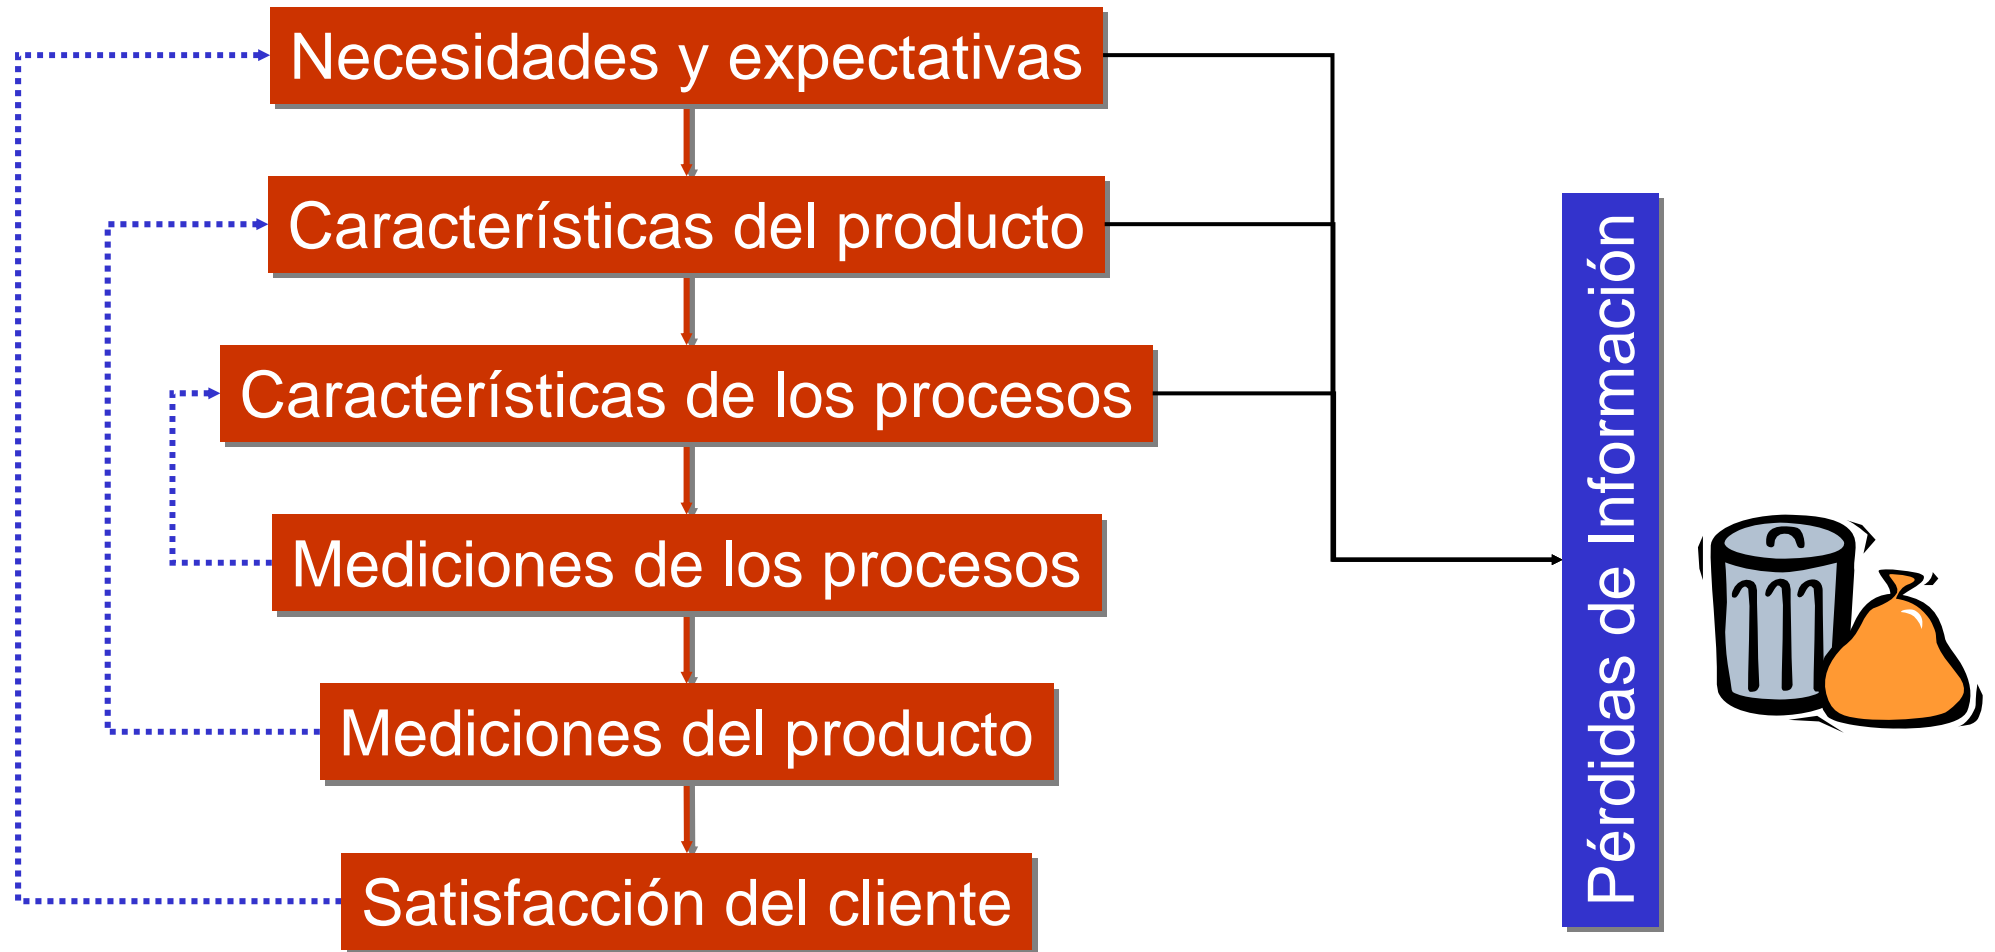 Necesidades y expectativas
Características del producto
Características de los procesos
Mediciones de los procesos
Mediciones del producto
Satisfacción del cliente
Pérdidas de Información